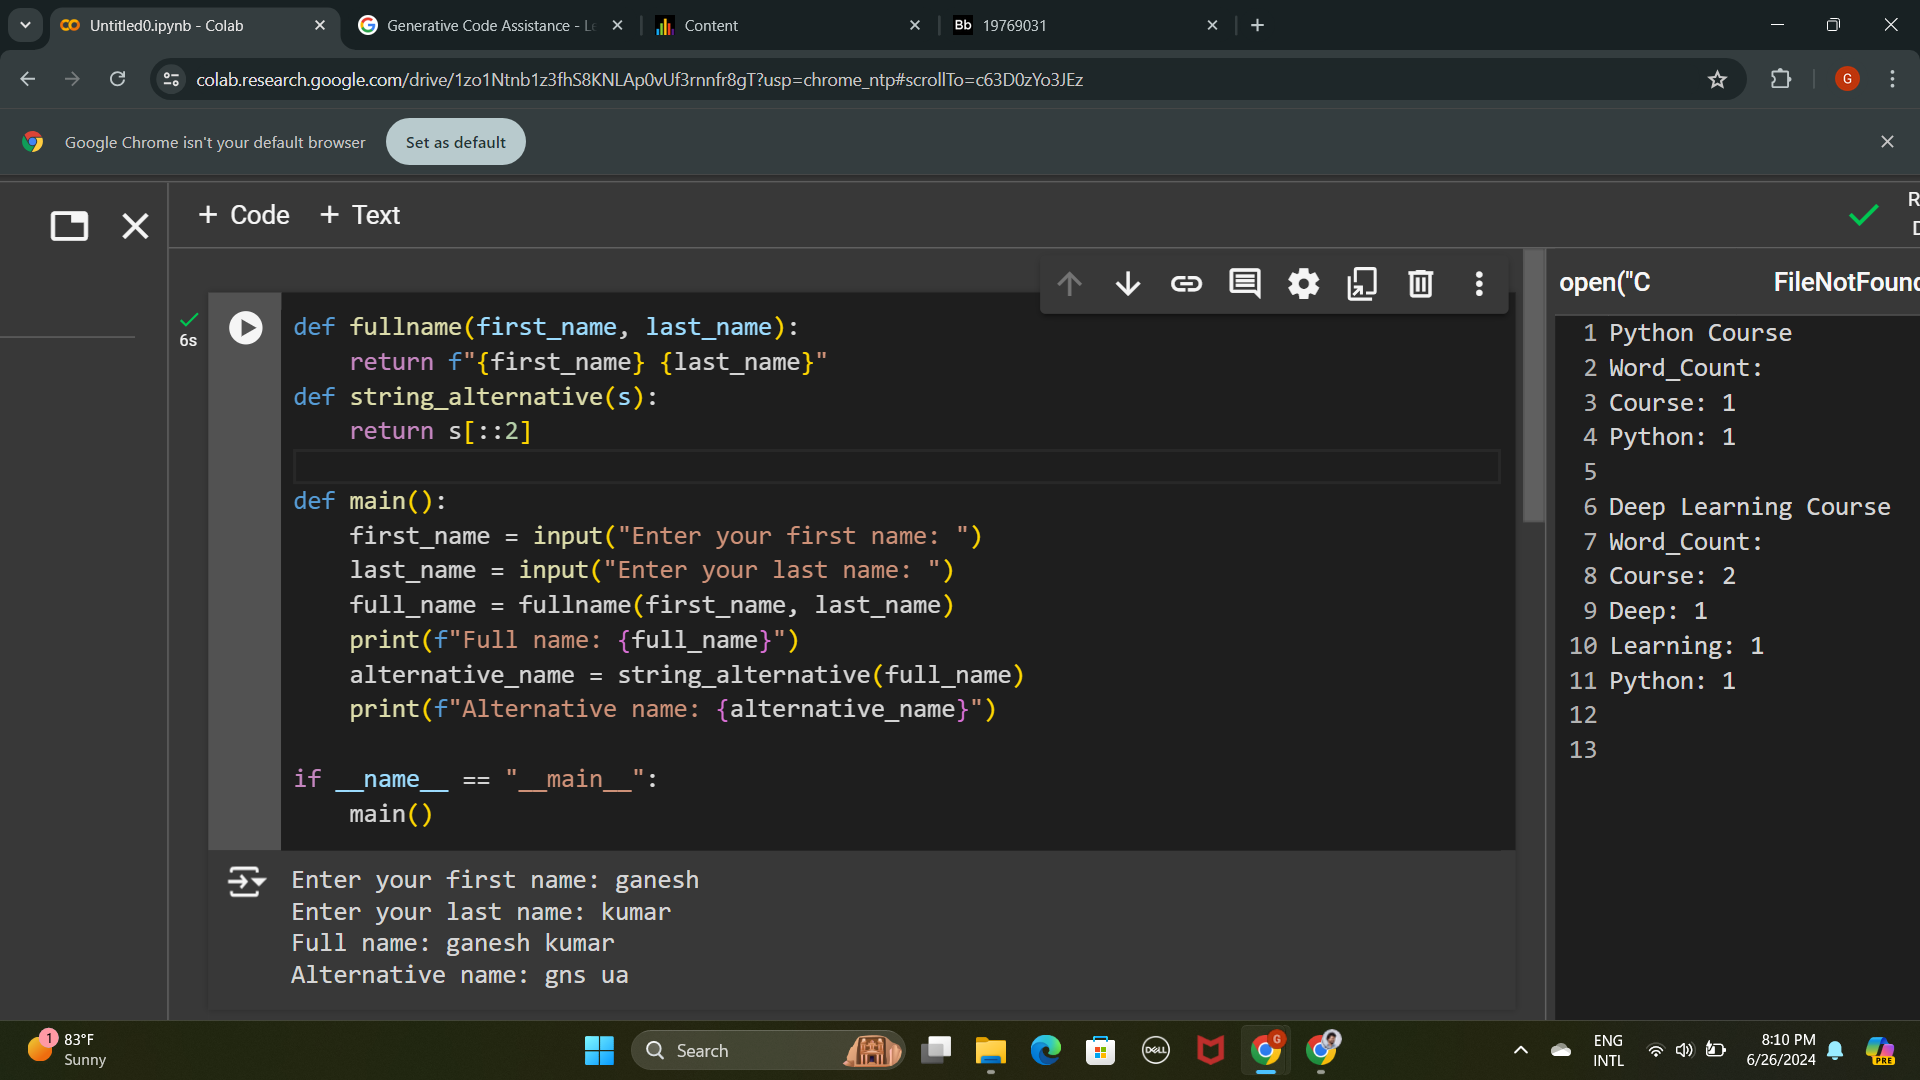 Untitled0.ipynb - Colab
Generative Code Assistance - Le
Content
Bb 19769031
colab.research.google.com/drive/1zo1Ntnb1z3fhS8KNLAp0vUf3rnnfr8gT?usp=chrome_ntp#scrollTo=c63D0zYo3JEz
G
Google Chrome isn't your default browser
Set as default
+ Code + Text
R
D
open("C FileNotFound
6s
def fullname(first_name, last_name):
    return f"{first_name} {last_name}"
def string_alternative(s):
    return s[::2]
def main():
    first_name = input("Enter your first name: ")
    last_name = input("Enter your last name: ")
    full_name = fullname(first_name, last_name)
    print(f"Full name: {full_name}")
    alternative_name = string_alternative(full_name)
    print(f"Alternative name: {alternative_name}")
if __name__ == "__main__":
    main()
Enter your first name: ganesh
Enter your last name: kumar
Full name: ganesh kumar
Alternative name: gns ua
1 Python Course
2 Word_Count:
3 Course: 1
4 Python: 1
5
6 Deep Learning Course
7 Word_Count:
8 Course: 2
9 Deep: 1
10 Learning: 1
11 Python: 1
12
13
1
83°F
Sunny
Search
DELL
G
ENG
INTL
8:10 PM
6/26/2024
PRE